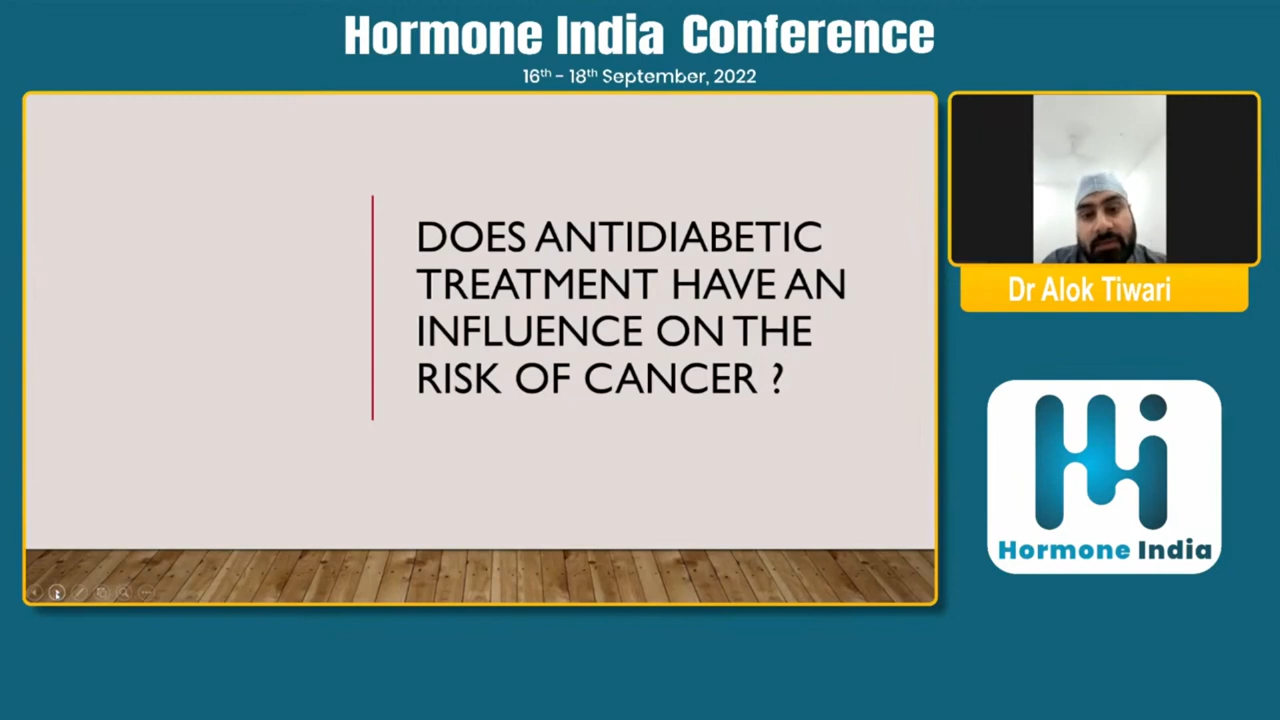 Hormone India Conference
16th - 18th September, 2022
DOES ANTIDIABETIC
TREATMENT HAVE AN
INFLUENCE ON THE
RISK OF CANCER ?
Dr Alok Tiwari
Hi
Hormone India